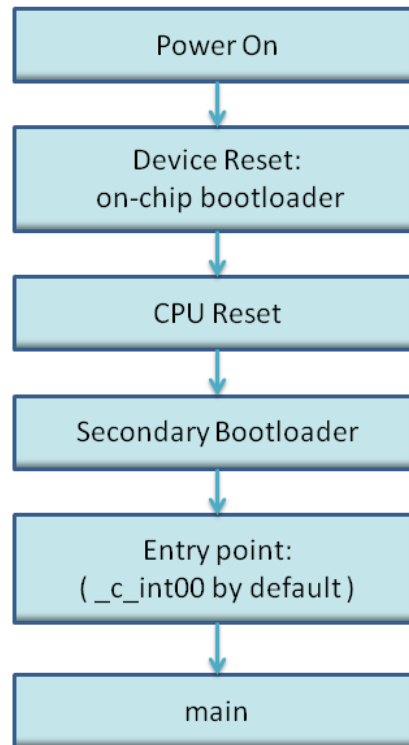 Power On
Device Reset:
on-chip bootloader
CPU Reset
Secondary Bootloader
Entry point:
( _c_int00 by default )
main